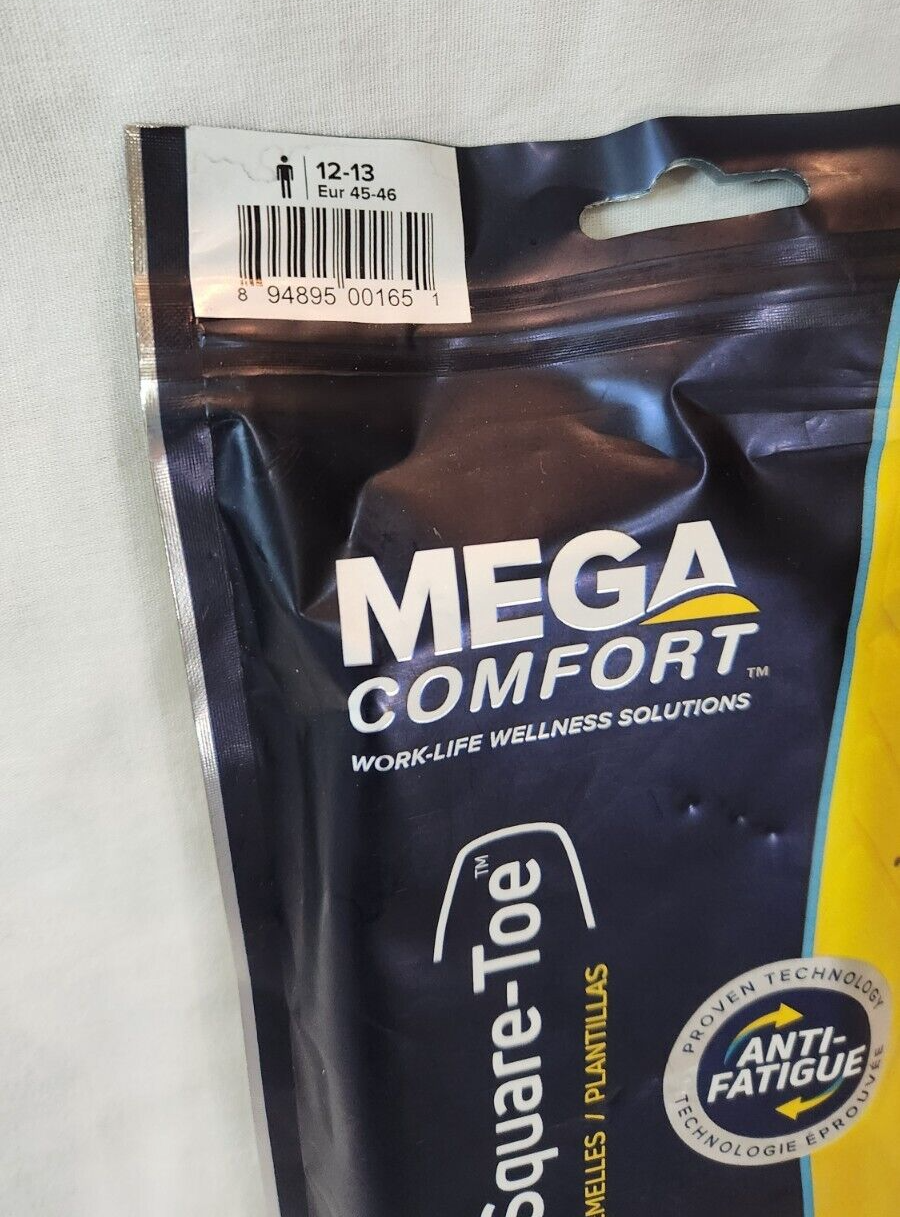 12-13
Eur 45-46
8 94895 00165 1
MEGA
COMFORT™
WORK-LIFE WELLNESS SOLUTIONS
Square-Toe™
/ PLANTILLAS
PROVEN TECHNOLOGY
ANTI-
FATIGUE
TECHNOLOGIE ÉPROUVÉE